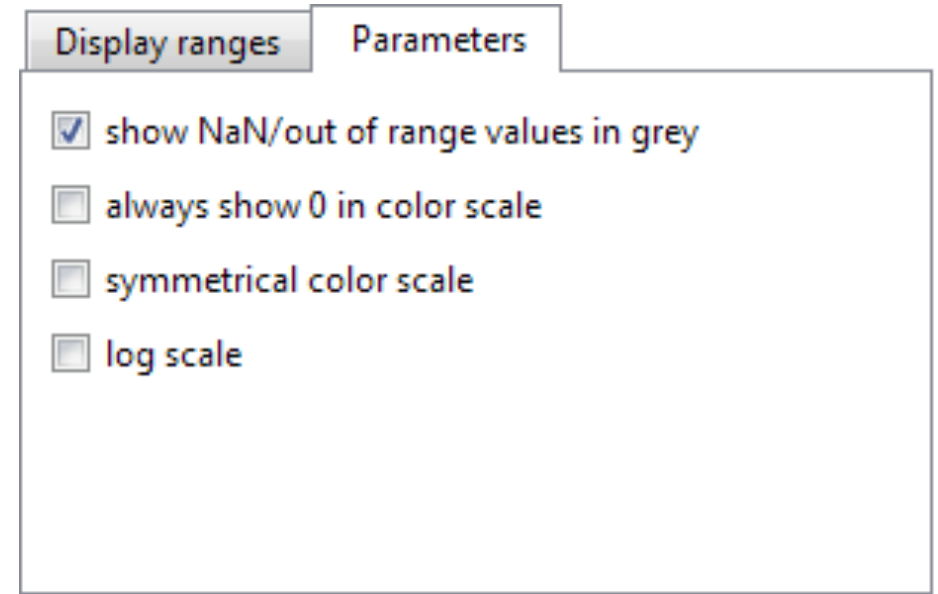 Display ranges
Parameters
show NaN/out of range values in grey
always show 0 in color scale
symmetrical color scale
log scale